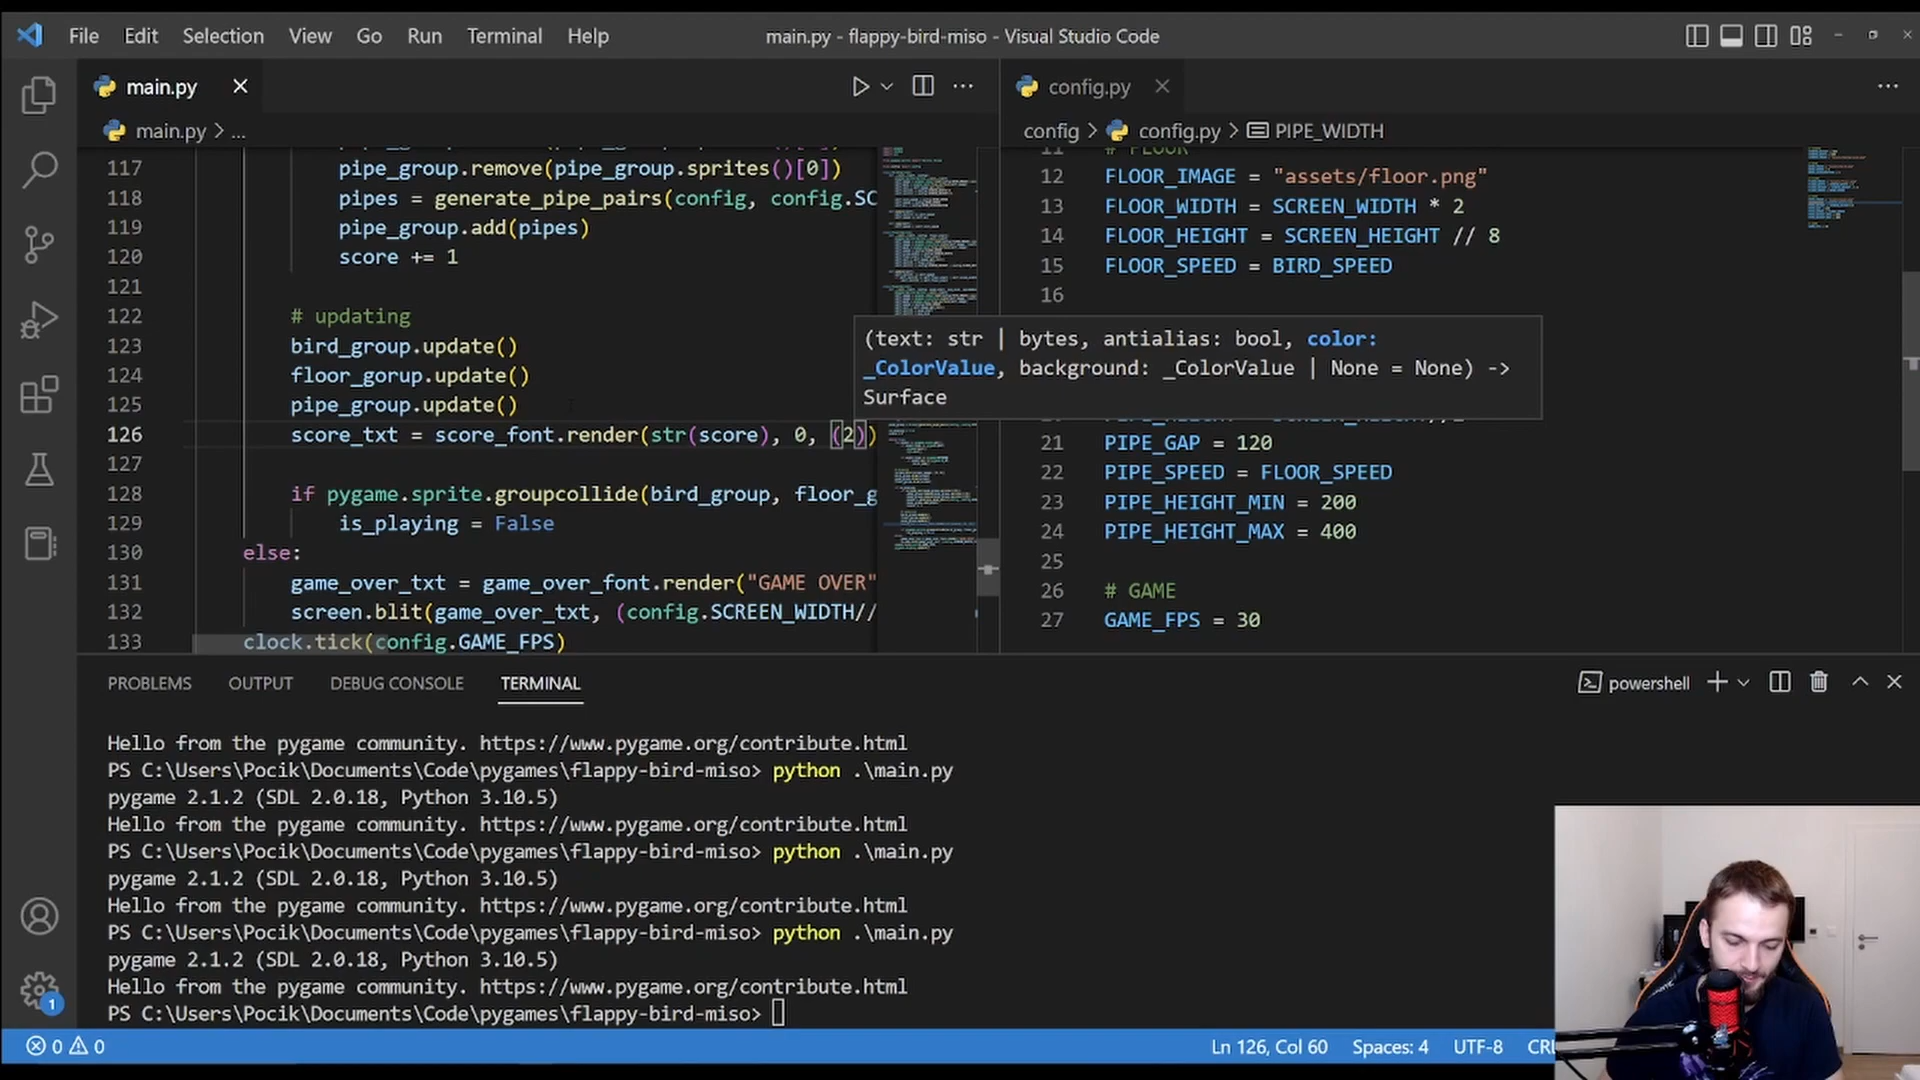 File Edit Selection View Go Run Terminal Help
main.py - flappy-bird-miso - Visual Studio Code
main.py
config.py
main.py > ...
config > config.py > PIPE_WIDTH
117 pipe_group.remove(pipe_group.sprites()[0])
118 pipes = generate_pipe_pairs(config, config.SC
119 pipe_group.add(pipes)
120 score += 1
121
122 # updating
123 bird_group.update()
124 floor_gorup.update()
125 pipe_group.update()
126 score_txt = score_font.render(str(score), 0, (2))
127
128 if pygame.sprite.groupcollide(bird_group, floor_g
129 is_playing = False
130 else:
131 game_over_txt = game_over_font.render("GAME OVER"
132 screen.blit(game_over_txt, (config.SCREEN_WIDTH//
133 clock.tick(config.GAME_FPS)
# FLOOR
12 FLOOR_IMAGE = "assets/floor.png"
13 FLOOR_WIDTH = SCREEN_WIDTH * 2
14 FLOOR_HEIGHT = SCREEN_HEIGHT // 8
15 FLOOR_SPEED = BIRD_SPEED
16
(text: str | bytes, antialias: bool, color:
_ColorValue, background: _ColorValue | None = None) ->
Surface
21 PIPE_GAP = 120
22 PIPE_SPEED = FLOOR_SPEED
23 PIPE_HEIGHT_MIN = 200
24 PIPE_HEIGHT_MAX = 400
25
26 # GAME
27 GAME_FPS = 30
PROBLEMS OUTPUT DEBUG CONSOLE TERMINAL
powershell
Hello from the pygame community. https://www.pygame.org/contribute.html
PS C:\Users\Pocik\Documents\Code\pygames\flappy-bird-miso> python .\main.py
pygame 2.1.2 (SDL 2.0.18, Python 3.10.5)
Hello from the pygame community. https://www.pygame.org/contribute.html
PS C:\Users\Pocik\Documents\Code\pygames\flappy-bird-miso> python .\main.py
pygame 2.1.2 (SDL 2.0.18, Python 3.10.5)
Hello from the pygame community. https://www.pygame.org/contribute.html
PS C:\Users\Pocik\Documents\Code\pygames\flappy-bird-miso> python .\main.py
pygame 2.1.2 (SDL 2.0.18, Python 3.10.5)
Hello from the pygame community. https://www.pygame.org/contribute.html
PS C:\Users\Pocik\Documents\Code\pygames\flappy-bird-miso>
1
0 0
Ln 126, Col 60 Spaces: 4 UTF-8 CRL